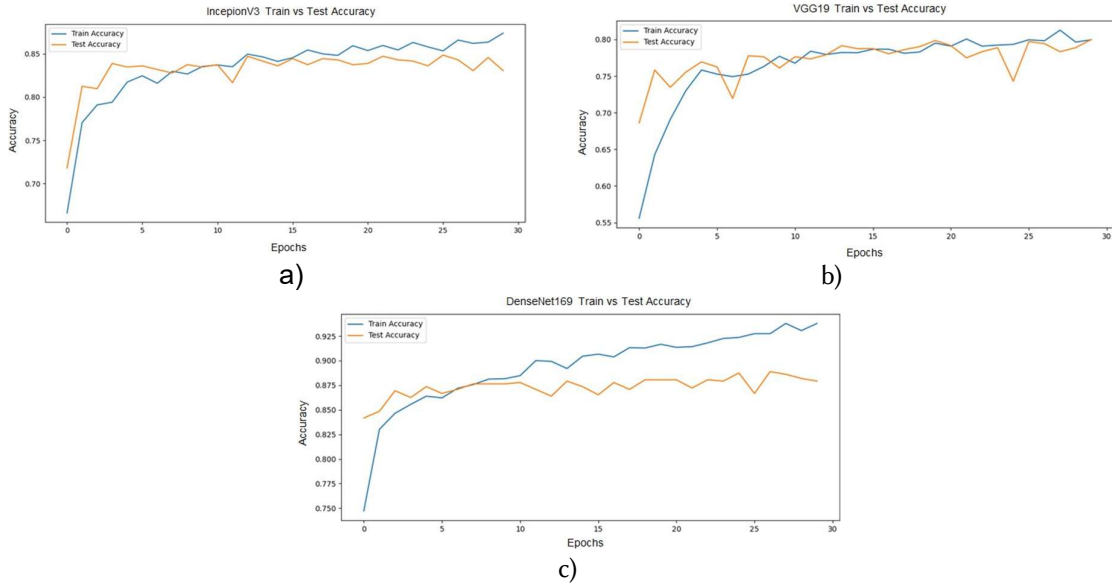 IncepionV3 Train vs Test Accuracy
Train Accuracy
Test Accuracy
0.85
0.80
0.75
0.70
Accuracy
0 5 10 15 20 25 30
Epochs
a)
VGG19 Train vs Test Accuracy
Train Accuracy
Test Accuracy
0.80
0.75
0.70
0.65
0.60
0.55
Accuracy
0 5 10 15 20 25 30
Epochs
b)
DenseNet169 Train vs Test Accuracy
Train Accuracy
Test Accuracy
0.925
0.900
0.875
0.850
0.825
0.800
0.775
0.750
Accuracy
0 5 10 15 20 25 30
Epochs
c)